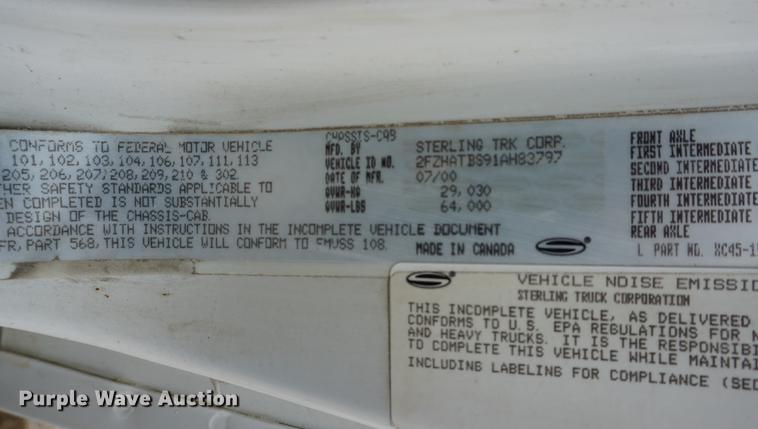 CONFORMS TO FEDERAL MOTOR VEHICLE
101, 102, 103, 104, 106, 107, 111, 113
205, 206, 207, 208, 209, 210 & 302
HER SAFETY STANDARDS APPLICABLE TO
EN COMPLETED IS NOT SUBSTANTIALLY
DESIGN OF THE CHASSIS-CAB.
ACCORDANCE WITH INSTRUCTIONS IN THE INCOMPLETE VEHICLE DOCUMENT
FR, PART 568, THIS VEHICLE WILL CONFORM TO FMVSS 108.
CHASSIS-CAB
MFD. BY STERLING TRK CORP.
VEHICLE ID NO. 2FZHATBS91AH83797
DATE OF MFR. 07/00
GVWR-KG 29,030
GVWR-LBS 64,000
MADE IN CANADA
FRONT AXLE
FIRST INTERMEDIATE
SECOND INTERMEDIATE
THIRD INTERMEDIATE
FOURTH INTERMEDIATE
FIFTH INTERMEDIATE
REAR AXLE
L PART NO. XC45-1
VEHICLE NOISE EMISSIO
STERLING TRUCK CORPORATION
THIS INCOMPLETE VEHICLE, AS DELIVERED
CONFORMS TO U.S. EPA REGULATIONS FOR
AND HEAVY TRUCKS. IT IS THE RESPONSIBI
TO COMPLETE THIS VEHICLE WHILE MAINTAI
INCLUDING LABELING FOR COMPLIANCE (SEC
Purple Wave Auction